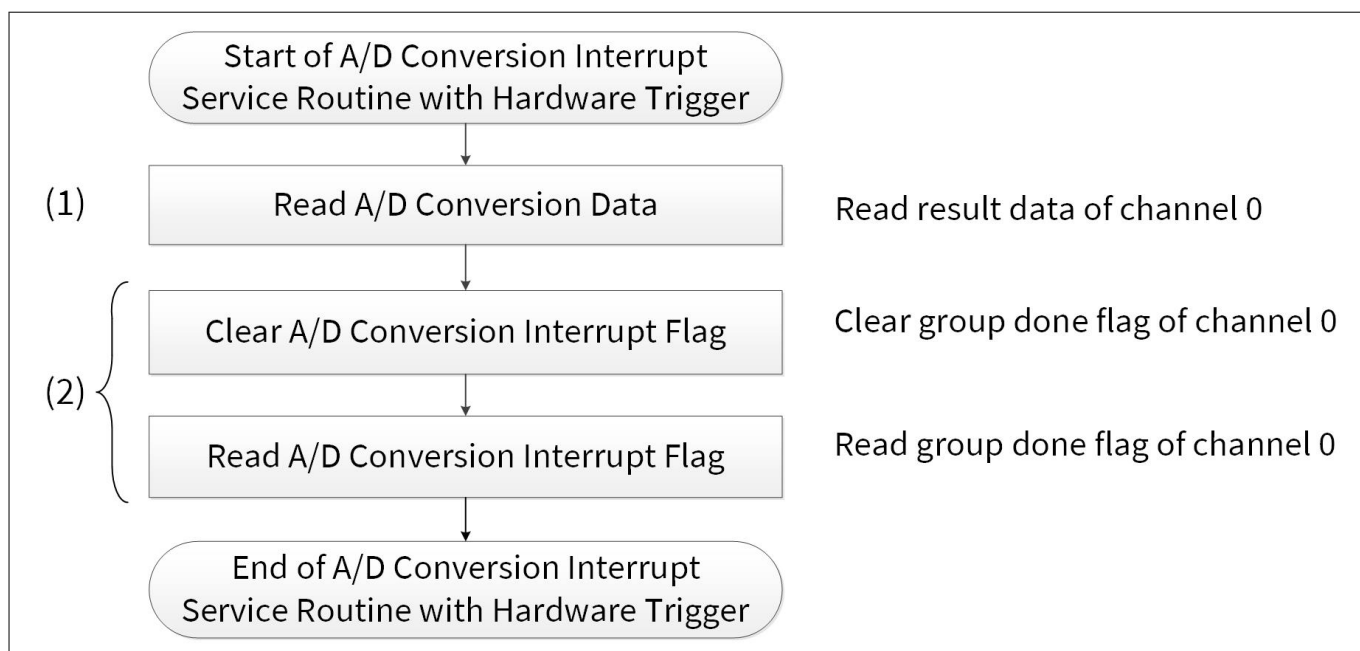 Start of A/D Conversion Interrupt
Service Routine with Hardware Trigger
(1)
Read A/D Conversion Data
Read result data of channel 0
(2)
Clear A/D Conversion Interrupt Flag
Clear group done flag of channel 0
Read A/D Conversion Interrupt Flag
Read group done flag of channel 0
End of A/D Conversion Interrupt
Service Routine with Hardware Trigger